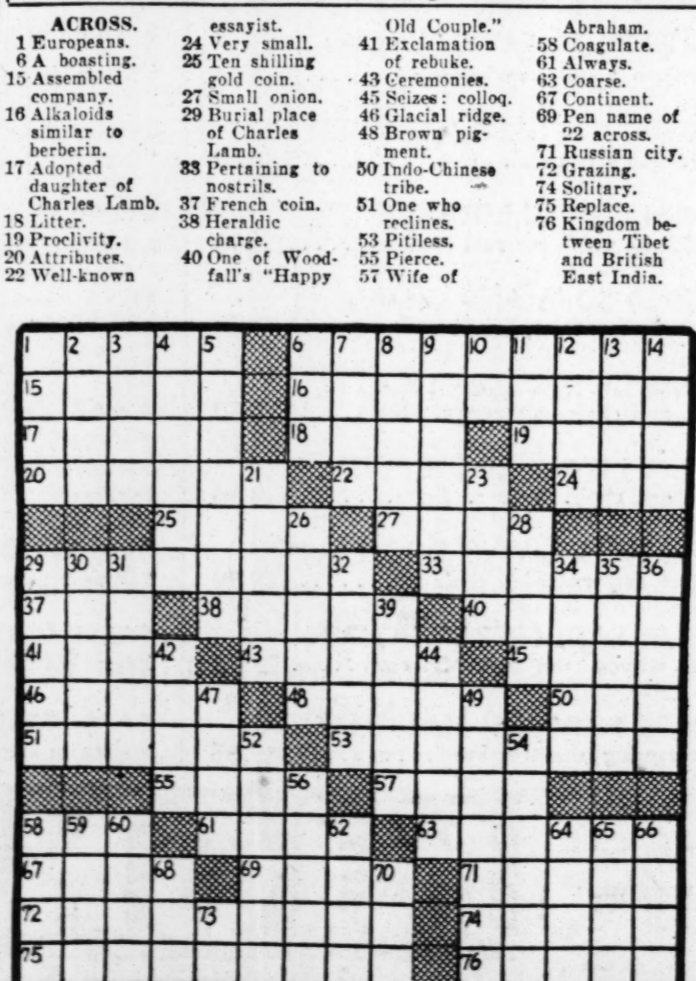 ACROSS.
1 Europeans.
6 A boasting.
15 Assembled
company.
16 Alkaloids
similar to
berberin.
17 Adopted
daughter of
Charles Lamb.
18 Litter.
19 Proclivity.
20 Attributes.
22 Well-known
essayist.
24 Very small.
25 Ten shilling
gold coin.
27 Small onion.
29 Burial place
of Charles
Lamb.
33 Pertaining to
nostrils.
37 French coin.
38 Heraldic
charge.
40 One of Wood-
fall's "Happy
Old Couple."
41 Exclamation
of rebuke.
43 Ceremonies.
45 Seizes: colloq.
46 Glacial ridge.
48 Brown pig-
ment.
50 Indo-Chinese
tribe.
51 One who
reclines.
53 Pitiless.
55 Pierce.
57 Wife of
Abraham.
58 Coagulate.
61 Always.
63 Coarse.
67 Continent.
69 Pen name of
22 across.
71 Russian city.
72 Grazing.
74 Solitary.
75 Replace.
76 Kingdom be-
tween Tibet
and British
East India.
1 2 3 4 5 6 7 8 9 10 11 12 13 14
15 16
17 18 19
20 21 22 23 24
25 26 27 28
29 30 31 32 33 34 35 36
37 38 39 40
41 42 43 44 45
46 47 48 49 50
51 52 53 54
55 56 57
58 59 60 61 62 63 64 65 66
67 68 69 70 71
72 73 74
75 76